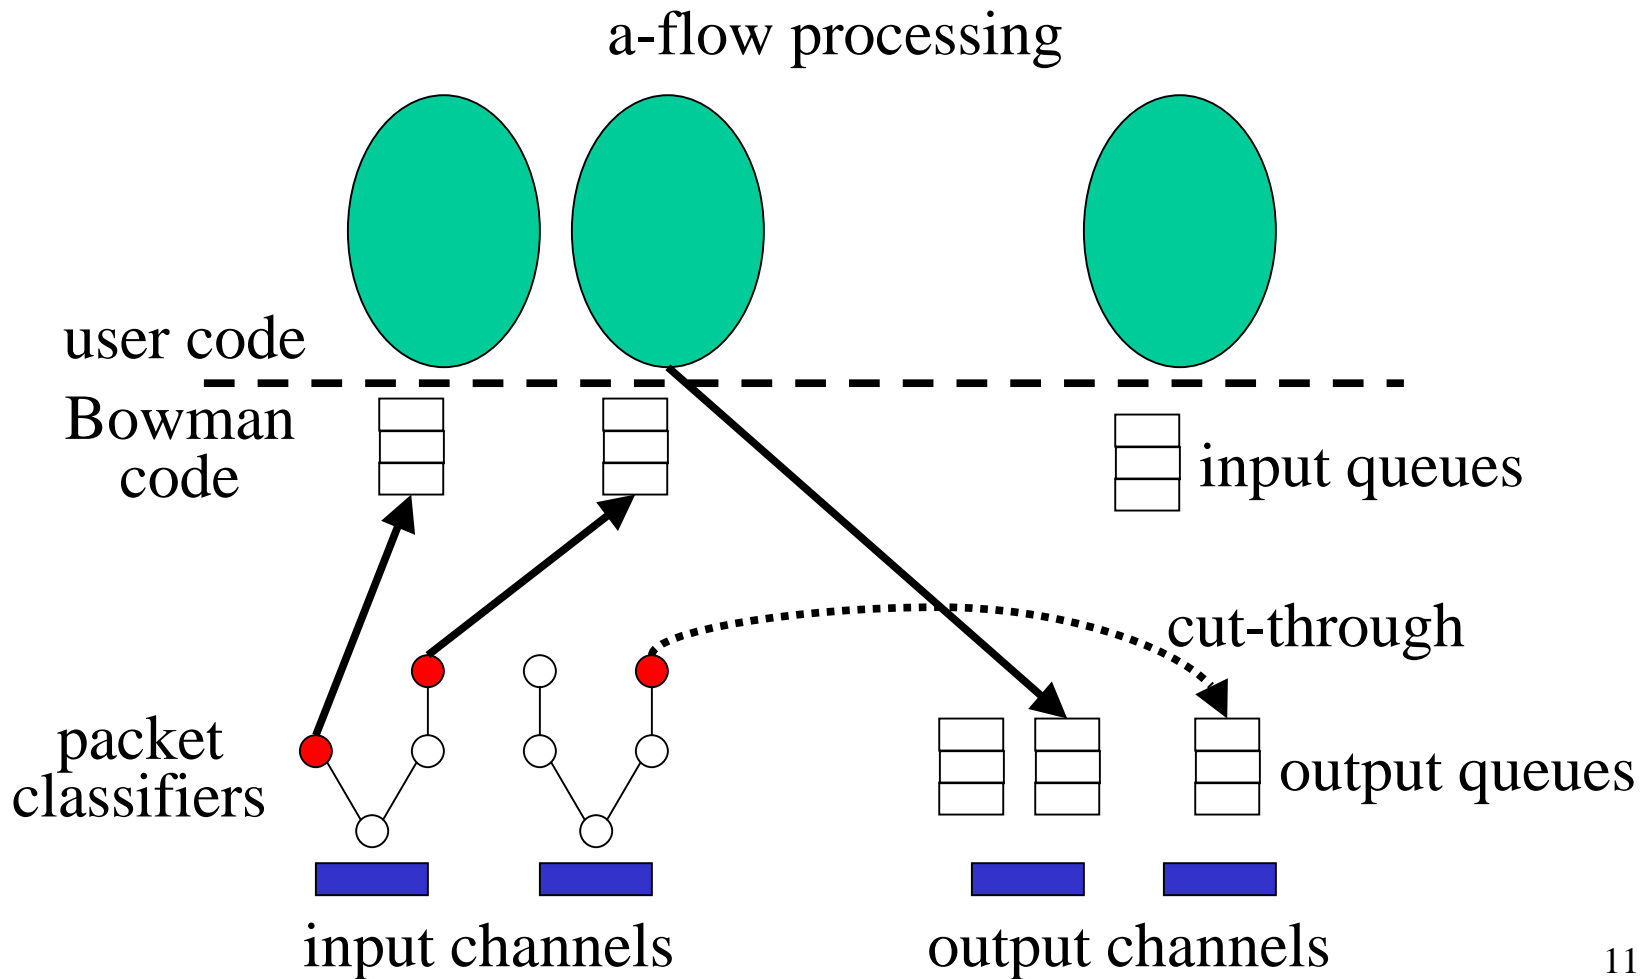 a-flow processing
user code
Bowman
code
input queues
cut-through
packet
classifiers
output queues
input channels
output channels
11